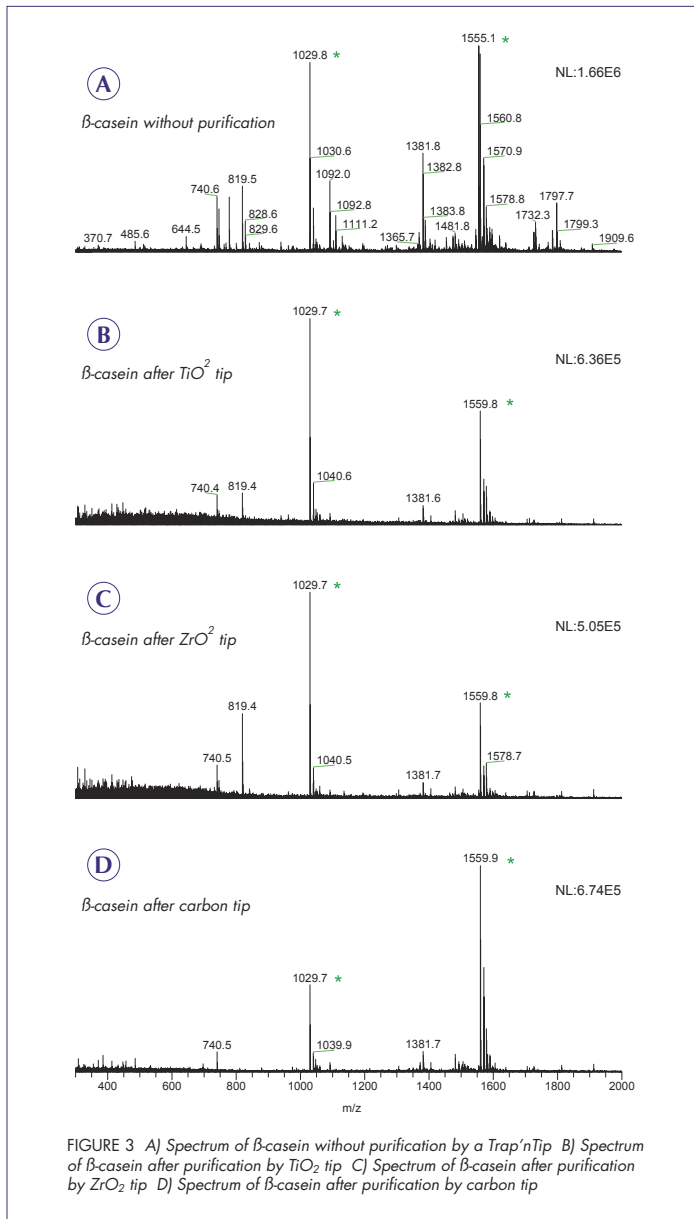 1029.8 *
1555.1 *
NL:1.66E6
A
ß-casein without purification
1560.8
1030.6
1381.8
1570.9
1382.8
740.6
819.5
1092.0
1578.8
1797.7
828.6
1092.8
1383.8
1732.3
370.7
485.6
644.5
829.6
1111.2
1365.7
1481.8
1799.3
1909.6
1029.7 *
B
ß-casein after TiO² tip
NL:6.36E5
1559.8 *
740.4
819.4
1040.6
1381.6
1029.7 *
C
ß-casein after ZrO² tip
NL:5.05E5
819.4
1559.8 *
740.5
1040.5
1578.7
1381.7
1559.9 *
D
ß-casein after carbon tip
NL:6.74E5
1029.7 *
740.5
1039.9
1381.7
400 600 800 1000 1200 1400 1600 1800 2000
m/z
FIGURE 3 A) Spectrum of ß-casein without purification by a Trap’nTip B) Spectrum
of ß-casein after purification by TiO₂ tip C) Spectrum of ß-casein after purification
by ZrO₂ tip D) Spectrum of ß-casein after purification by carbon tip